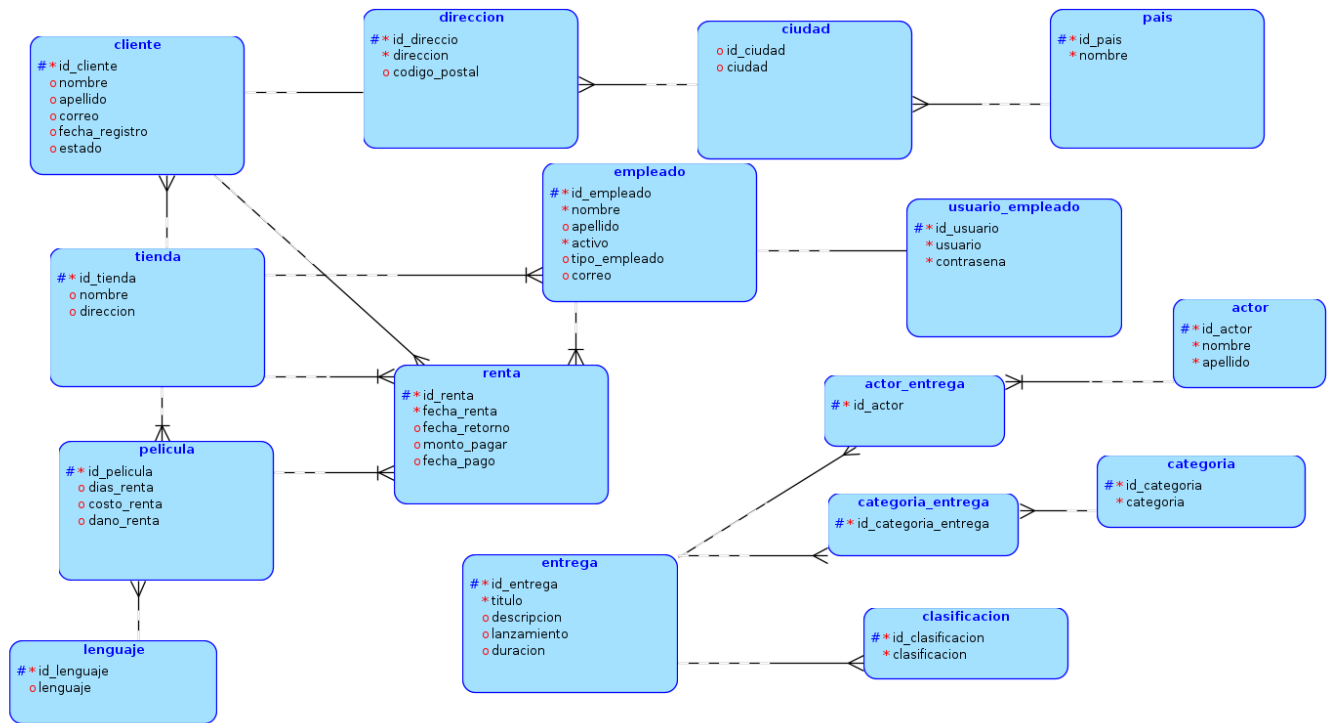 cliente
# * id_cliente
o nombre
o apellido
o correo
o fecha_registro
o estado
direccion
# * id_direccio
* direccion
o codigo_postal
ciudad
o id_ciudad
o ciudad
pais
# * id_pais
* nombre
empleado
# * id_empleado
* nombre
o apellido
* activo
o tipo_empleado
o correo
usuario_empleado
# * id_usuario
* usuario
* contrasena
tienda
# * id_tienda
o nombre
o direccion
actor
# * id_actor
* nombre
* apellido
renta
# * id_renta
* fecha_renta
o fecha_retorno
o monto_pagar
o fecha_pago
actor_entrega
# * id_actor
pelicula
# * id_pelicula
o dias_renta
o costo_renta
o dano_renta
categoria
# * id_categoria
* categoria
categoria_entrega
# * id_categoria_entrega
entrega
# * id_entrega
* titulo
o descripcion
o lanzamiento
o duracion
clasificacion
# * id_clasificacion
* clasificacion
lenguaje
# * id_lenguaje
o lenguaje